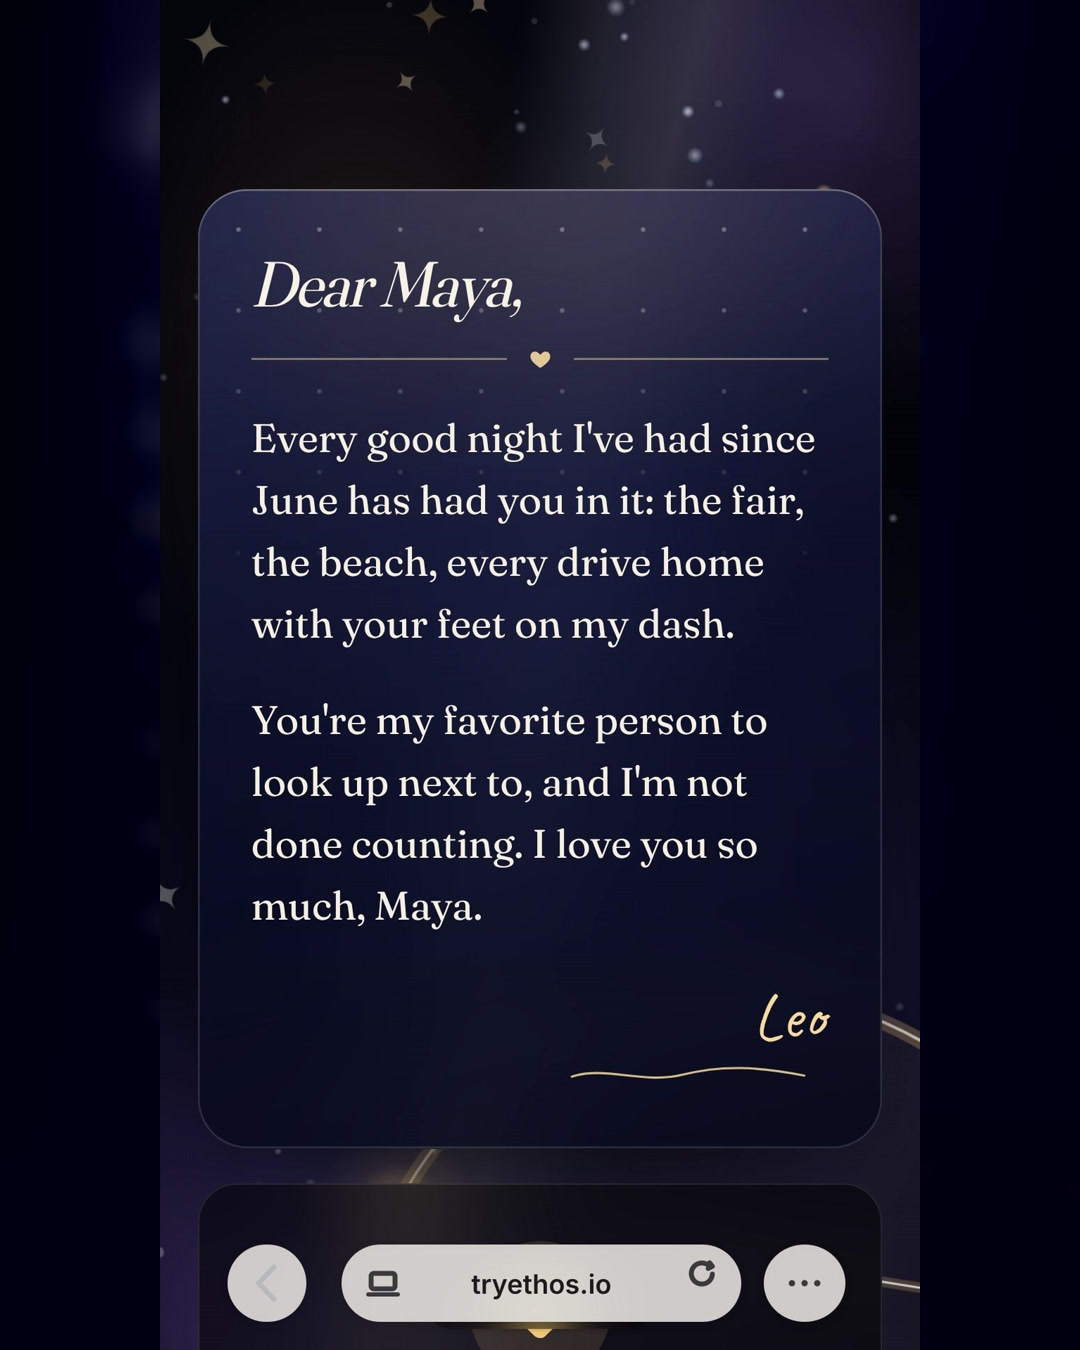 Dear Maya,
Every good night I've had since
June has had you in it: the fair,
the beach, every drive home
with your feet on my dash.
You're my favorite person to
look up next to, and I'm not
done counting. I love you so
much, Maya.
Leo
tryethos.io